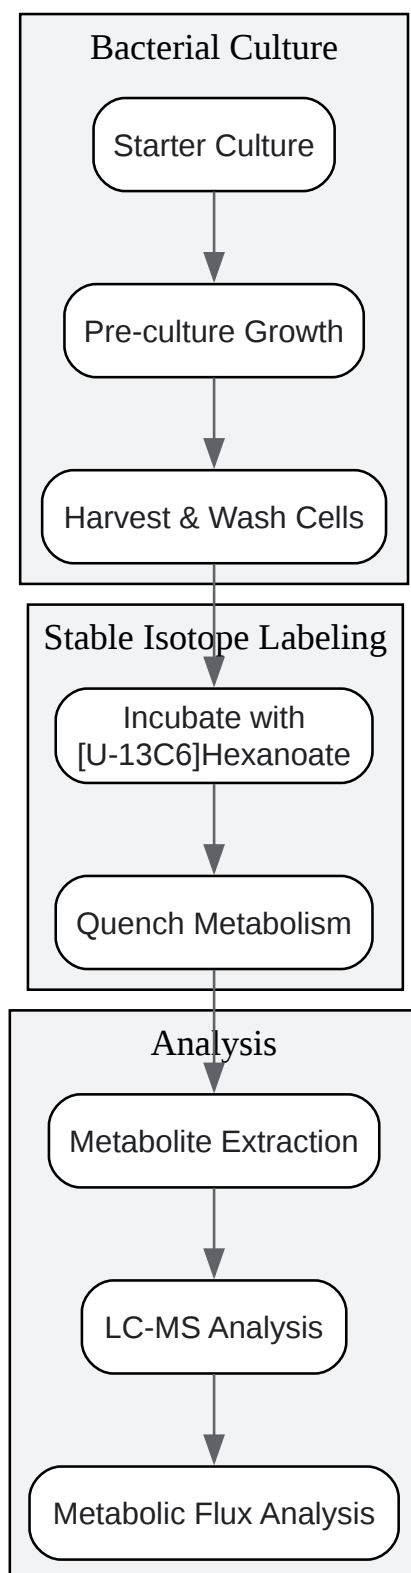 Bacterial Culture
Starter Culture
Pre-culture Growth
Harvest & Wash Cells
Stable Isotope Labeling
Incubate with
[U-13C6]Hexanoate
Quench Metabolism
Analysis
Metabolite Extraction
LC-MS Analysis
Metabolic Flux Analysis